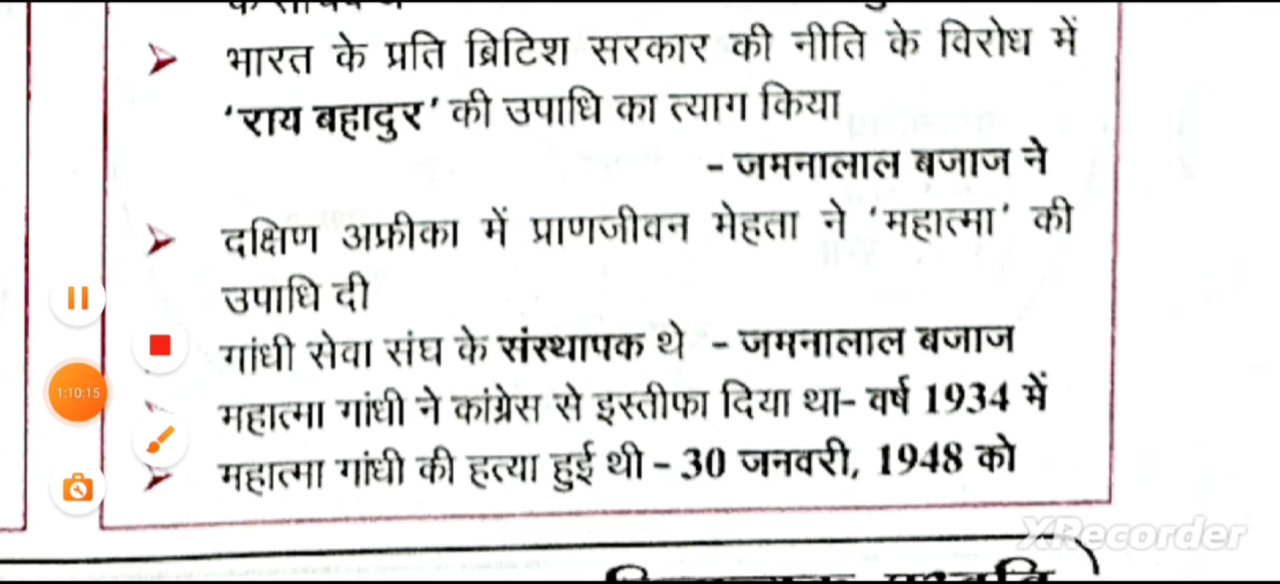 भारत के प्रति ब्रिटिश सरकार की नीति के विरोध में
‘राय बहादुर’ की उपाधि का त्याग किया
- जमनालाल बजाज ने
दक्षिण अफ्रीका में प्राणजीवन मेहता ने ‘महात्मा’ की
उपाधि दी
गांधी सेवा संघ के संस्थापक थे - जमनालाल बजाज
महात्मा गांधी ने कांग्रेस से इस्तीफा दिया था- वर्ष 1934 में
महात्मा गांधी की हत्या हुई थी - 30 जनवरी, 1948 को
1:10:15
XRecorder